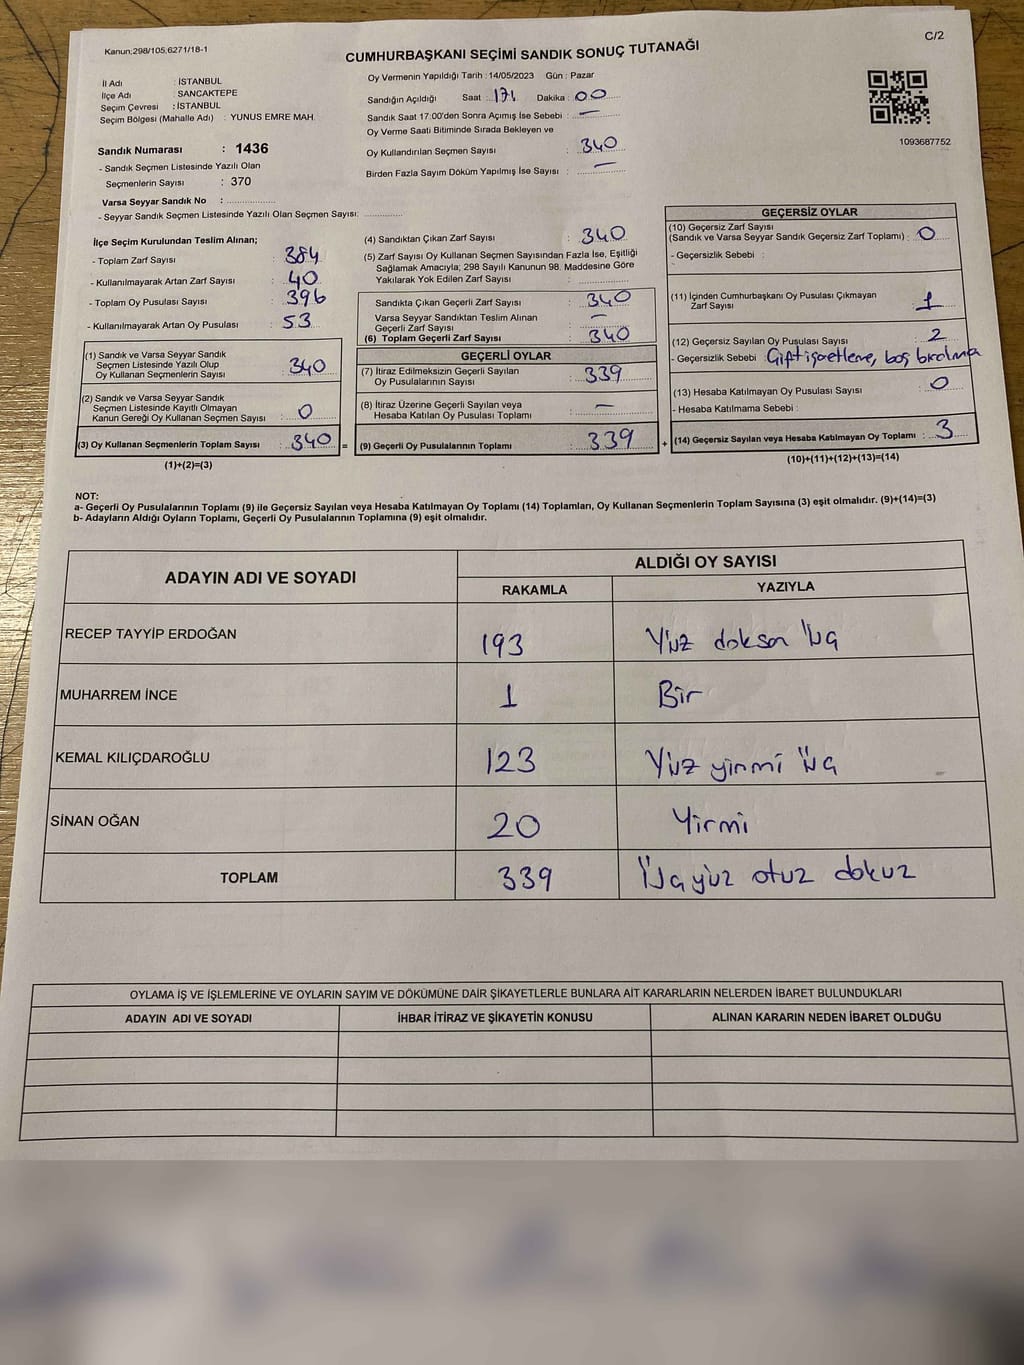 Kanun;298/105,6271/18-1
C/2
CUMHURBAŞKANI SEÇİMİ SANDIK SONUÇ TUTANAĞI
İl Adı : İSTANBUL
İlçe Adı : SANCAKTEPE
Seçim Çevresi : İSTANBUL
Seçim Bölgesi (Mahalle Adı) : YUNUS EMRE MAH.
Sandık Numarası : 1436
- Sandık Seçmen Listesinde Yazılı Olan
Seçmenlerin Sayısı : 370
Varsa Seyyar Sandık No :
- Seyyar Sandık Seçmen Listesinde Yazılı Olan Seçmen Sayısı:
Oy Vermenin Yapıldığı Tarih : 14/05/2023 Gün : Pazar
Sandığın Açıldığı Saat : 17 Dakika : 00
Sandık Saat 17:00'den Sonra Açımış İse Sebebi : —
Oy Verme Saati Bitiminde Sırada Bekleyen ve
Oy Kullandırılan Seçmen Sayısı : 340
Birden Fazla Sayım Döküm Yapılmış İse Sayısı : —
1093687752
İlçe Seçim Kurulundan Teslim Alınan;
- Toplam Zarf Sayısı : 384
- Kullanılmayarak Artan Zarf Sayısı : 40
- Toplam Oy Pusulası Sayısı : 396
- Kullanılmayarak Artan Oy Pusulası : 53
(1) Sandık ve Varsa Seyyar Sandık
Seçmen Listesinde Yazılı Olup
Oy Kullanan Seçmenlerin Sayısı : 340
(2) Sandık ve Varsa Seyyar Sandık
Seçmen Listesinde Kayıtlı Olmayan
Kanun Gereği Oy Kullanan Seçmen Sayısı : 0
(3) Oy Kullanan Seçmenlerin Toplam Sayısı : 340 =
(1)+(2)=(3)
(4) Sandıktan Çıkan Zarf Sayısı : 340
(5) Zarf Sayısı Oy Kullanan Seçmen Sayısından Fazla İse, Eşitliği
Sağlamak Amacıyla; 298 Sayılı Kanunun 98. Maddesine Göre
Yakılarak Yok Edilen Zarf Sayısı :
Sandıkta Çıkan Geçerli Zarf Sayısı : 340
Varsa Seyyar Sandıktan Teslim Alınan
Geçerli Zarf Sayısı : —
(6) Toplam Geçerli Zarf Sayısı : 340
GEÇERLİ OYLAR
(7) İtiraz Edilmeksizin Geçerli Sayılan
Oy Pusulalarının Sayısı : 339
(8) İtiraz Üzerine Geçerli Sayılan veya
Hesaba Katılan Oy Pusulası Toplamı : —
(9) Geçerli Oy Pusulalarının Toplamı : 339 +
GEÇERSİZ OYLAR
(10) Geçersiz Zarf Sayısı
(Sandık ve Varsa Seyyar Sandık Geçersiz Zarf Toplamı) : 0
- Geçersizlik Sebebi :
(11) İçinden Cumhurbaşkanı Oy Pusulası Çıkmayan
Zarf Sayısı : 1
(12) Geçersiz Sayılan Oy Pusulası Sayısı : 2
- Geçersizlik Sebebi Çift işaretleme, boş bırakma
(13) Hesaba Katılmayan Oy Pusulası Sayısı : 0
- Hesaba Katılmama Sebebi :
(14) Geçersiz Sayılan veya Hesaba Katılmayan Oy Toplamı : 3
(10)+(11)+(12)+(13)=(14)
NOT:
a- Geçerli Oy Pusulalarının Toplamı (9) ile Geçersiz Sayılan veya Hesaba Katılmayan Oy Toplamı (14) Toplamları, Oy Kullanan Seçmenlerin Toplam Sayısına (3) eşit olmalıdır. (9)+(14)=(3)
b- Adayların Aldığı Oyların Toplamı, Geçerli Oy Pusulalarının Toplamına (9) eşit olmalıdır.
ADAYIN ADI VE SOYADI
ALDIĞI OY SAYISI
RAKAMLA YAZIYLA
RECEP TAYYİP ERDOĞAN 193 Yüz doksan üç
MUHARREM İNCE 1 Bir
KEMAL KILIÇDAROĞLU 123 Yüz yirmi üç
SİNAN OĞAN 20 Yirmi
TOPLAM 339 Üç yüz otuz dokuz
OYLAMA İŞ VE İŞLEMLERİNE VE OYLARIN SAYIM VE DÖKÜMÜNE DAİR ŞİKAYETLERLE BUNLARA AİT KARARLARIN NELERDEN İBARET BULUNDUKLARI
ADAYIN ADI VE SOYADI İHBAR İTİRAZ VE ŞİKAYETİN KONUSU ALINAN KARARIN NEDEN İBARET OLDUĞU